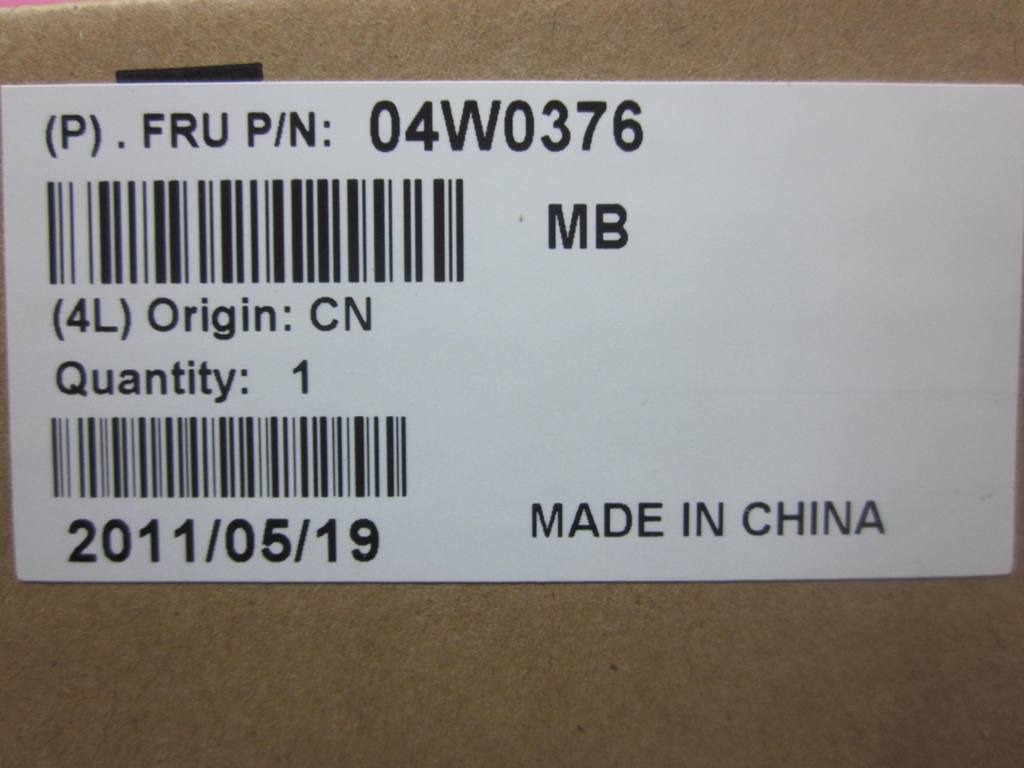 (P) . FRU P/N: 04W0376
MB
(4L) Origin: CN
Quantity: 1
2011/05/19
MADE IN CHINA